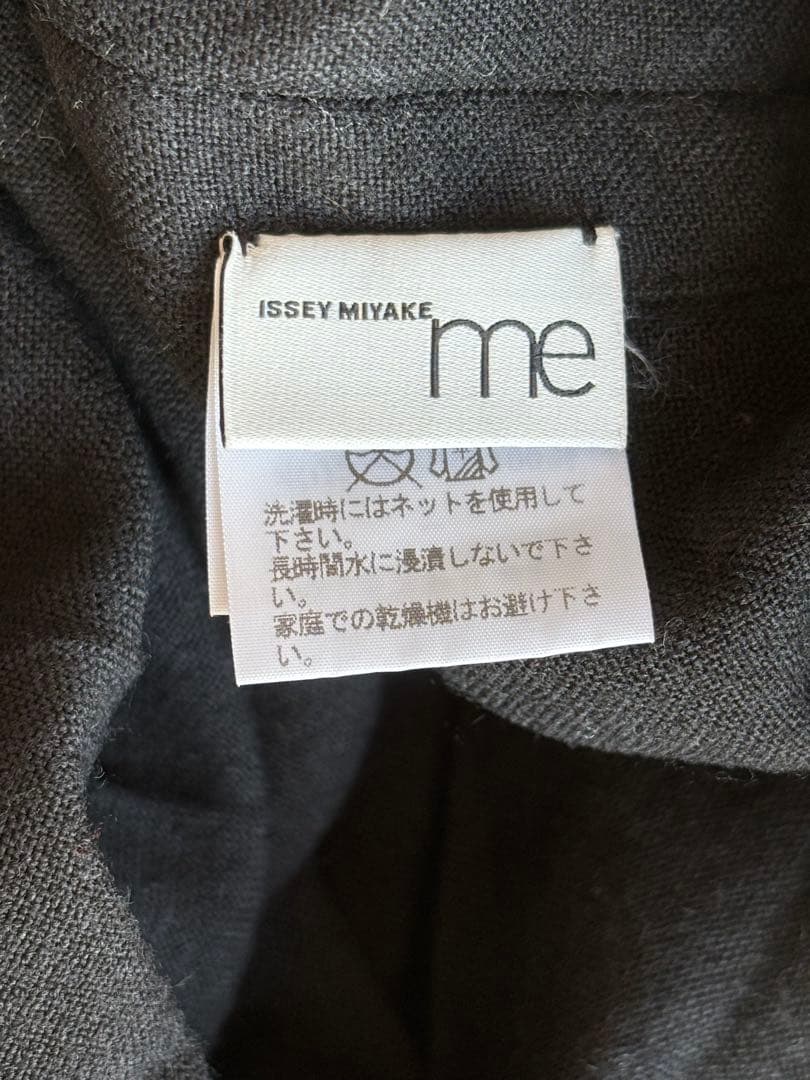 ISSEY MIYAKE
me
洗濯時にはネットを使用して
下さい。
長時間水に浸漬しないで下さ
い。
家庭での乾燥機はお避け下さ
い。